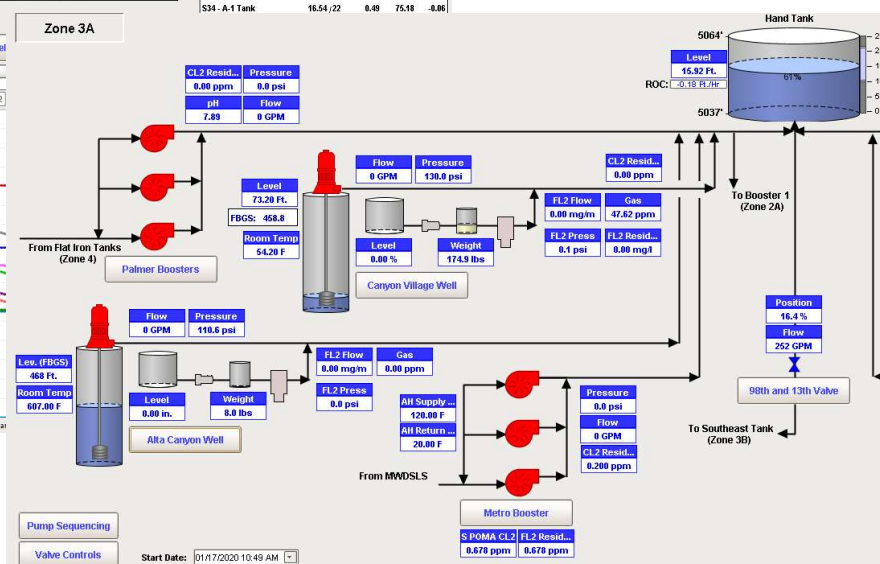 S34 - A-1 Tank 16.54 /22 0.49 75.18 -0.06
Zone 3A
Hand Tank
5064'
Level
15.92 Ft.
ROC: -0.18 Ft./Hr
61%
5037'
CL2 Resid... Pressure
0.00 ppm 0.0 psi
pH Flow
7.89 0 GPM
From Flat Iron Tanks
(Zone 4)
Palmer Boosters
Level
73.20 Ft.
FBGS: 458.8
Room Temp
54.20 F
Flow Pressure
0 GPM 130.0 psi
Level
0.00 %
Weight
174.9 lbs
Canyon Village Well
CL2 Resid...
0.00 ppm
FL2 Flow Gas
0.00 mg/m 47.62 ppm
FL2 Press FL2 Resid...
0.1 psi 0.00 mg/l
To Booster 1
(Zone 2A)
Position
16.4 %
Flow
252 GPM
98th and 13th Valve
To Southeast Tank
(Zone 3B)
Flow Pressure
0 GPM 110.6 psi
Lev. (FBGS)
468 Ft.
Room Temp
607.00 F
Level
0.00 in.
Weight
8.0 lbs
Alta Canyon Well
FL2 Flow Gas
0.00 mg/m 0.00 ppm
FL2 Press
0.0 psi
AH Supply ...
120.00 F
AH Return ...
20.00 F
From MWDSLS
Pressure
0.0 psi
Flow
0 GPM
CL2 Resid...
0.200 ppm
Metro Booster
S POMA CL2 FL2 Resid...
0.678 ppm 0.678 ppm
Pump Sequencing
Valve Controls
Start Date: 01/17/2020 10:49 AM